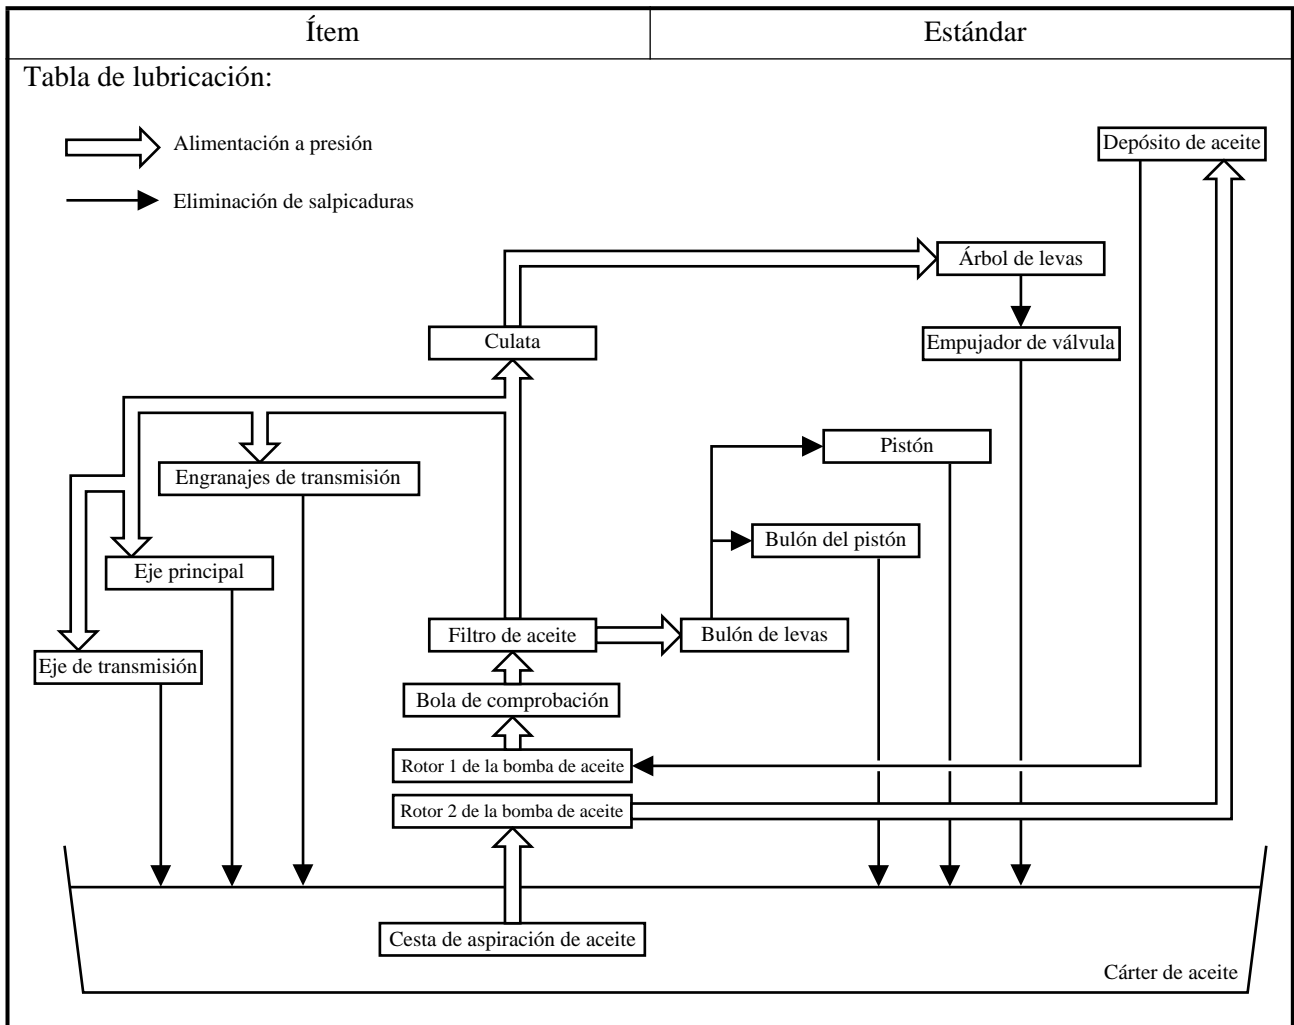 Ítem
Estándar
Tabla de lubricación:
Alimentación a presión
Depósito de aceite
Eliminación de salpicaduras
Árbol de levas
Culata
Empujador de válvula
Pistón
Engranajes de transmisión
Bulón del pistón
Eje principal
Filtro de aceite
Bulón de levas
Eje de transmisión
Bola de comprobación
Rotor 1 de la bomba de aceite
Rotor 2 de la bomba de aceite
Cesta de aspiración de aceite
Cárter de aceite